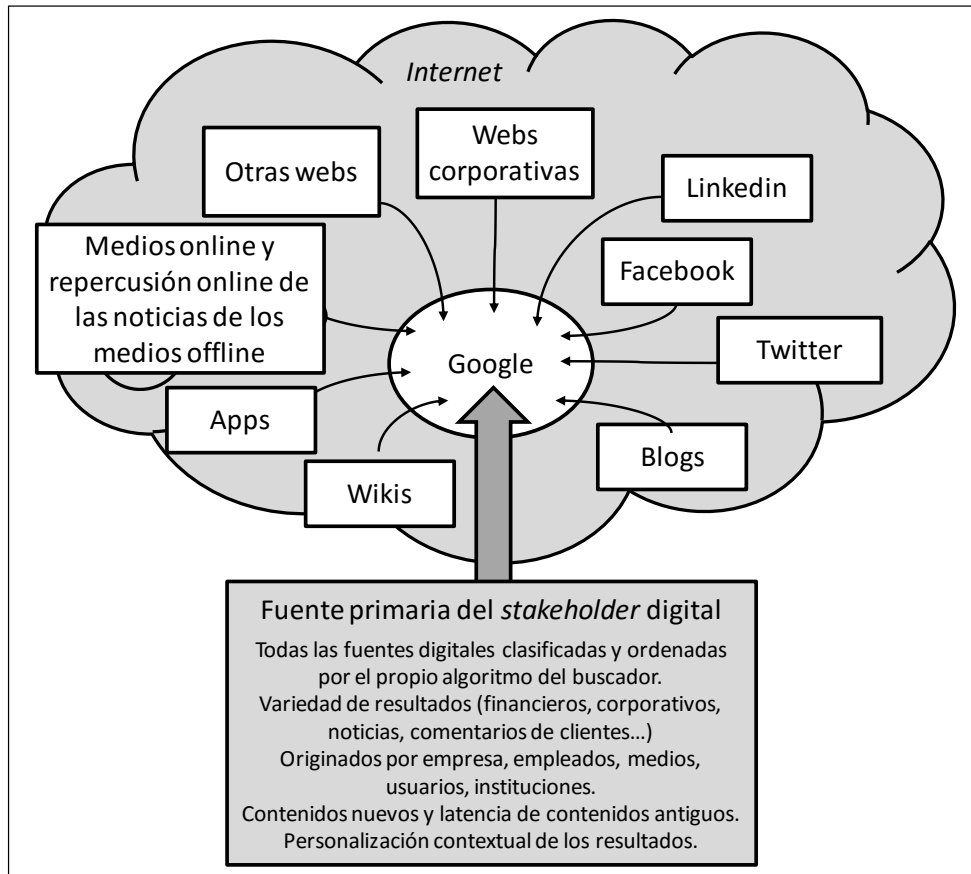 Internet
Webs
corporativas
Otras webs
Linkedin
Medios online y
repercusión online de
las noticias de los
medios offline
Facebook
Google
Twitter
Apps
Blogs
Wikis
Fuente primaria del stakeholder digital
Todas las fuentes digitales clasificadas y ordenadas
por el propio algoritmo del buscador.
Variedad de resultados (financieros, corporativos,
noticias, comentarios de clientes...)
Originados por empresa, empleados, medios,
usuarios, instituciones.
Contenidos nuevos y latencia de contenidos antiguos.
Personalización contextual de los resultados.